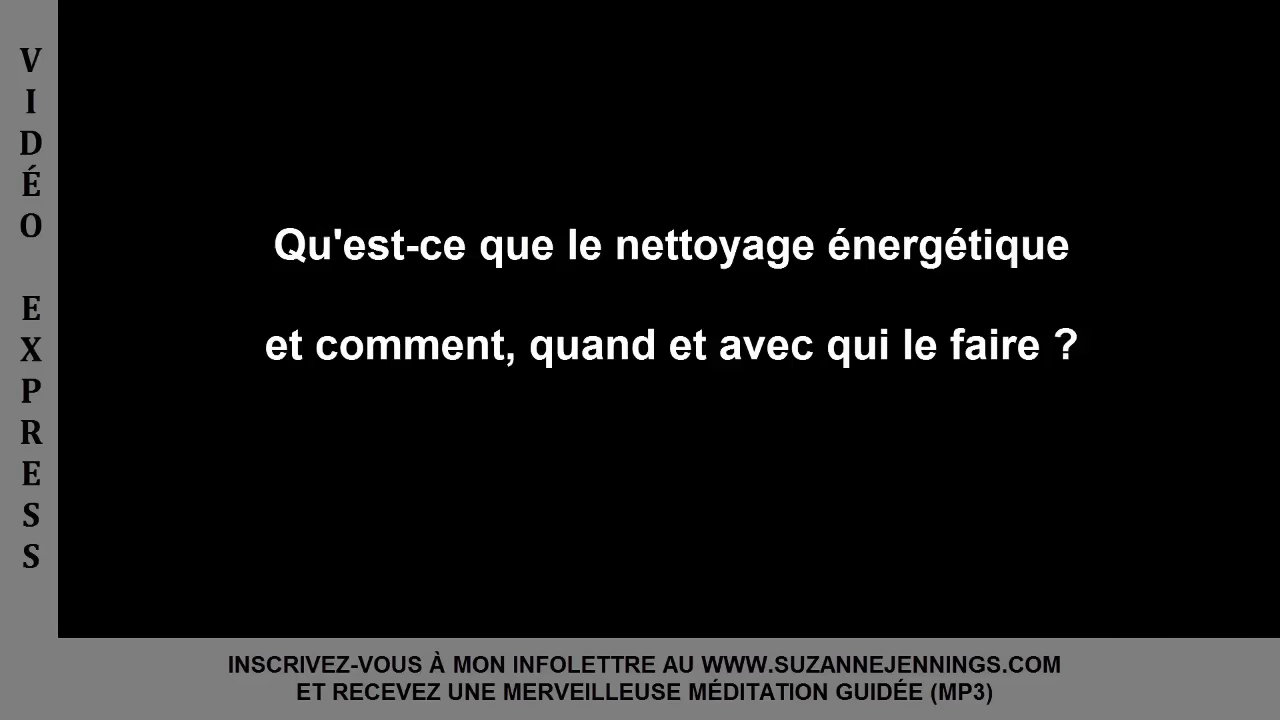 VIDÉO EXPRESS
Qu'est-ce que le nettoyage énergétique
et comment, quand et avec qui le faire ?
INSCRIVEZ-VOUS À MON INFOLETTRE AU WWW.SUZANNEJENNINGS.COM
ET RECEVEZ UNE MERVEILLEUSE MÉDITATION GUIDÉE (MP3)